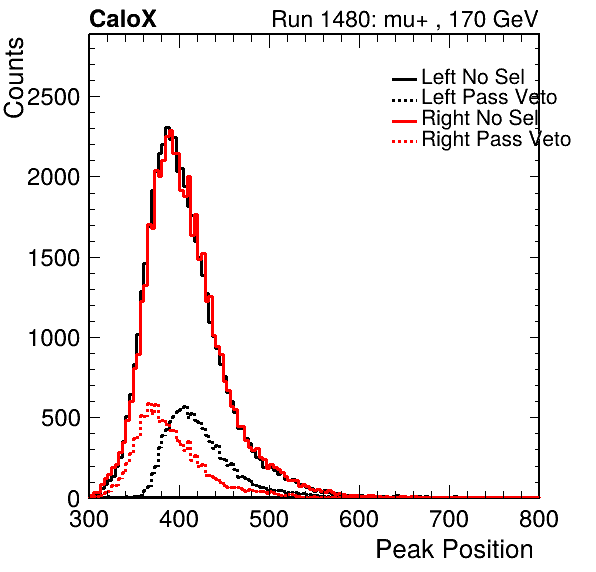 CaloX Run 1480: mu+ , 170 GeV
Counts
Left No Sel
Left Pass Veto
Right No Sel
Right Pass Veto
2500
2000
1500
1000
500
0
300 400 500 600 700 800
Peak Position